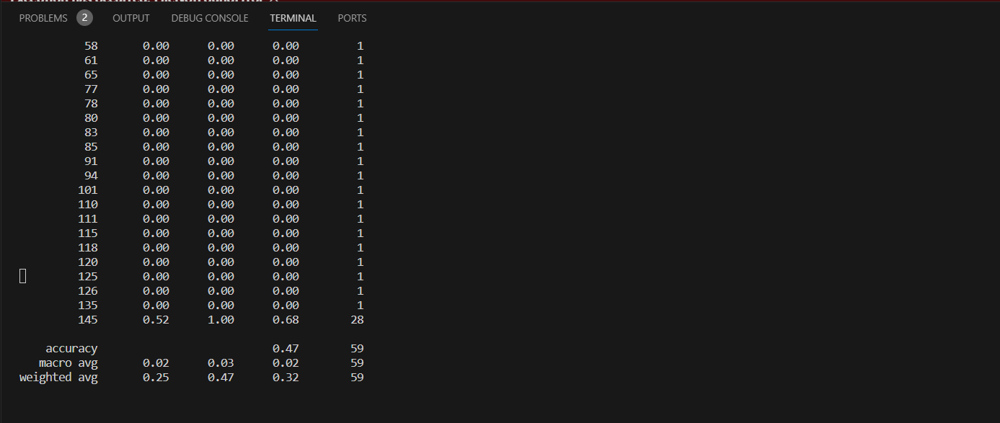 PROBLEMS 2 OUTPUT DEBUG CONSOLE TERMINAL PORTS
58 0.00 0.00 0.00 1
61 0.00 0.00 0.00 1
65 0.00 0.00 0.00 1
77 0.00 0.00 0.00 1
78 0.00 0.00 0.00 1
80 0.00 0.00 0.00 1
83 0.00 0.00 0.00 1
85 0.00 0.00 0.00 1
91 0.00 0.00 0.00 1
94 0.00 0.00 0.00 1
101 0.00 0.00 0.00 1
110 0.00 0.00 0.00 1
111 0.00 0.00 0.00 1
115 0.00 0.00 0.00 1
118 0.00 0.00 0.00 1
120 0.00 0.00 0.00 1
125 0.00 0.00 0.00 1
126 0.00 0.00 0.00 1
135 0.00 0.00 0.00 1
145 0.52 1.00 0.68 28
accuracy 0.47 59
macro avg 0.02 0.03 0.02 59
weighted avg 0.25 0.47 0.32 59